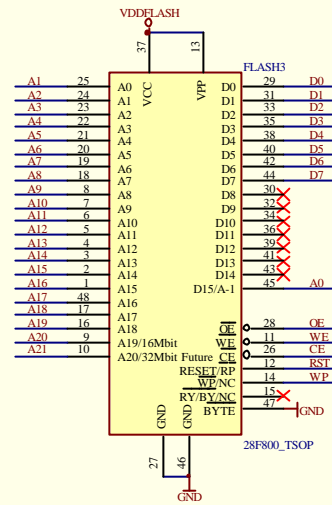 VDDFLASH
37 13
FLASH3
VCC VPP
A1 25 A0 D0 29 D0
A2 24 A1 D1 31 D1
A3 23 A2 D2 33 D2
A4 22 A3 D3 35 D3
A5 21 A4 D4 38 D4
A6 20 A5 D5 40 D5
A7 19 A6 D6 42 D6
A8 18 A7 D7 44 D7
A9 8 A8 D8 30
A10 7 A9 D9 32
A11 6 A10 D10 34
A12 5 A11 D11 36
A13 4 A12 D12 39
A14 3 A13 D13 41
A15 2 A14 D14 43
A16 1 A15 D15/A-1 45 A0
A17 48 A16
A18 17 A17
A19 16 A18 OE 28 OE
A20 9 A19/16Mbit WE 11 WE
A21 10 A20/32Mbit Future CE 26 CE
RESET/RP 12 RST
WP/NC 14 WP
RY/BY/NC 15
BYTE 47 GND
GND GND
28F800_TSOP
27 46
GND